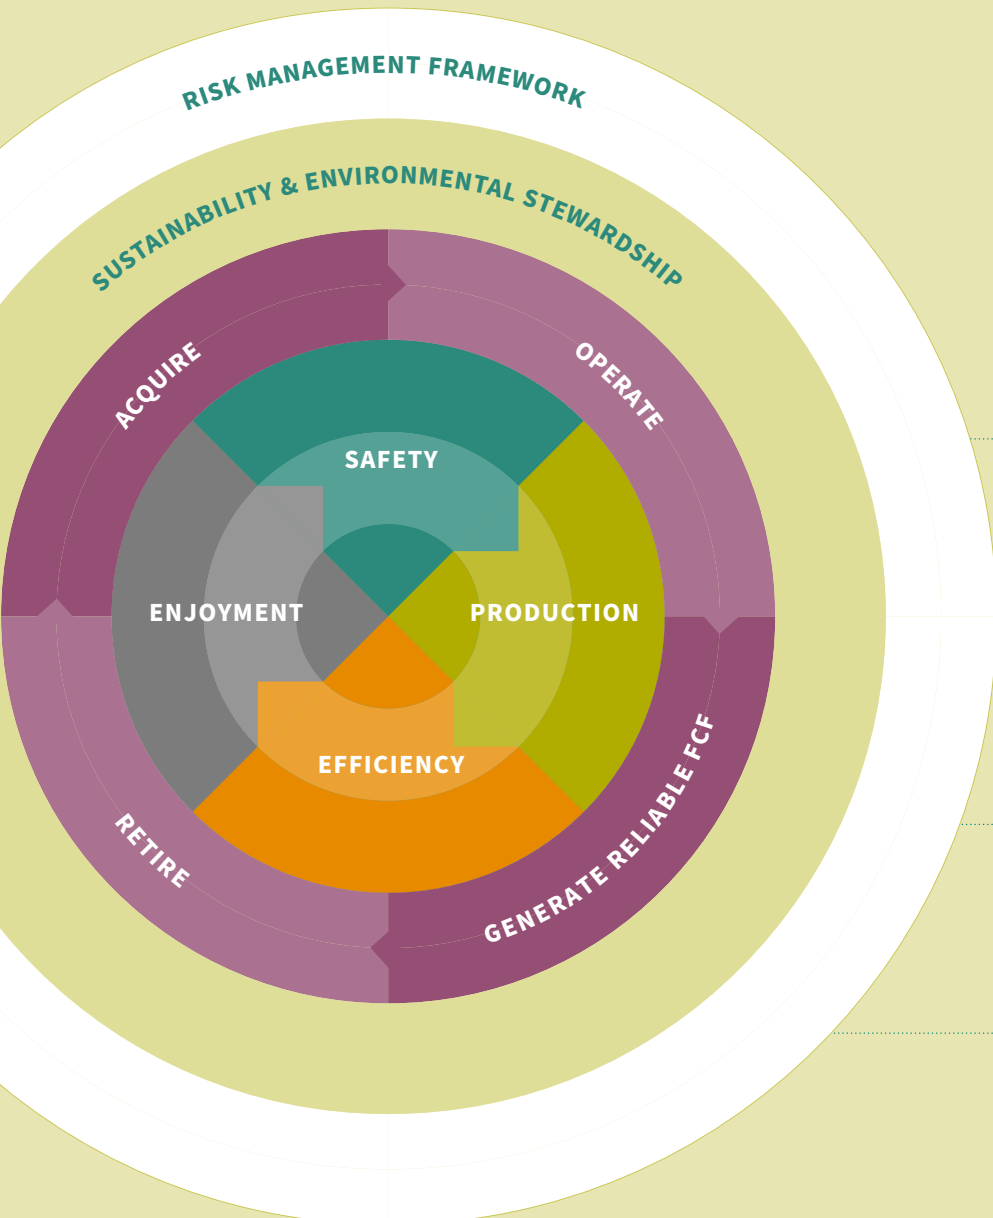 RISK MANAGEMENT FRAMEWORK
SUSTAINABILITY & ENVIRONMENTAL STEWARDSHIP
ACQUIRE
OPERATE
SAFETY
ENJOYMENT
PRODUCTION
EFFICIENCY
RETIRE
GENERATE RELIABLE FCF